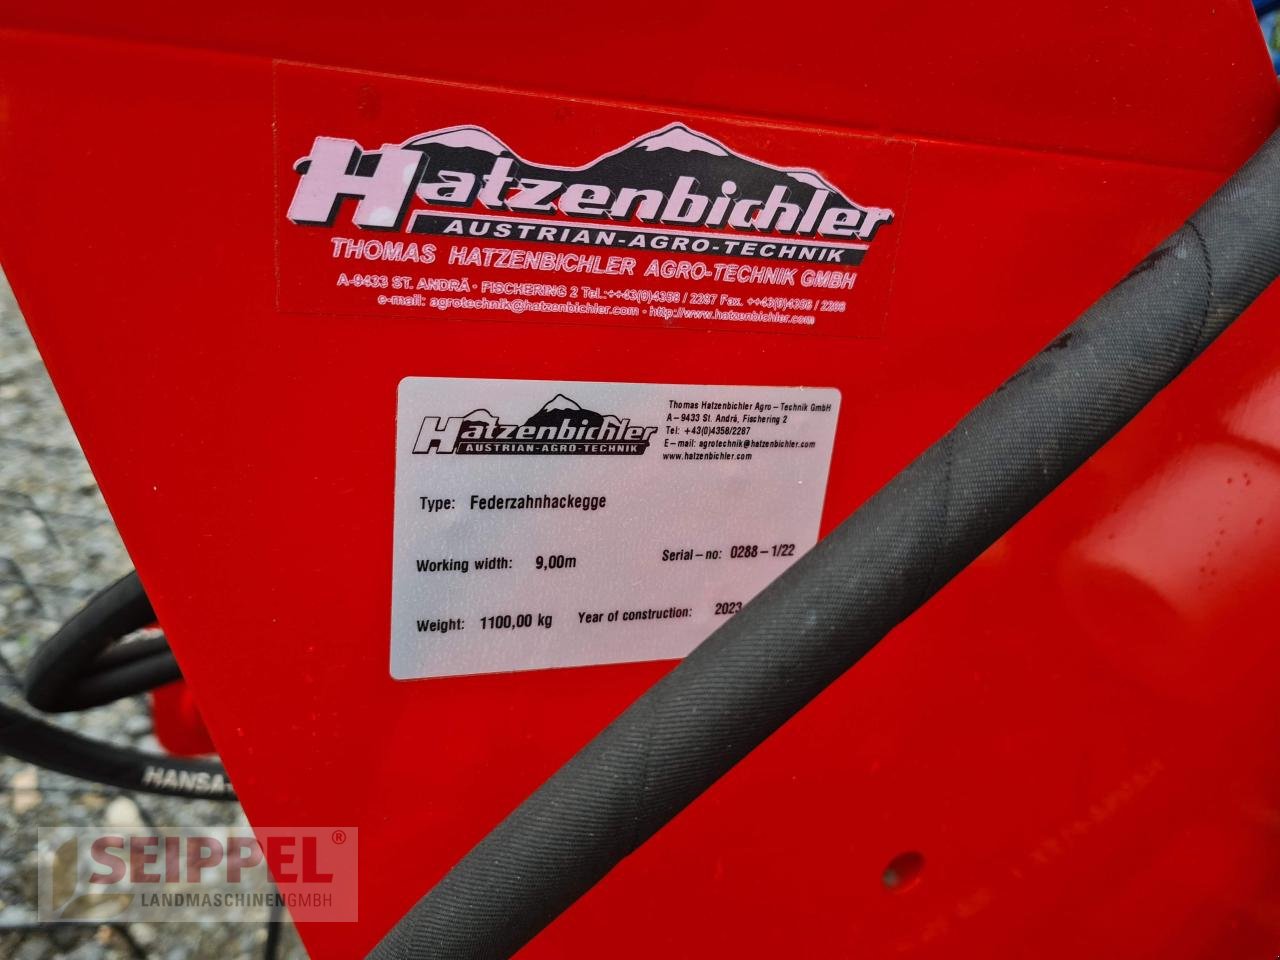 Hatzenbichler
AUSTRIAN-AGRO-TECHNIK
THOMAS HATZENBICHLER AGRO-TECHNIK GMBH
A-9433 ST. ANDRÄ · FISCHERING 2 Tel.:++43(0)4358 / 2287 Fax. ++43(0)4358 / 2288
e-mail: agrotechnik@hatzenbichler.com · http://www.hatzenbichler.com
Hatzenbichler
AUSTRIAN-AGRO-TECHNIK
Thomas Hatzenbichler Agro-Technik GmbH
A-9433 St. Andrä, Fischering 2
Tel: +43(0)4358/2287
E-mail: agrotechnik@hatzenbichler.com
www.hatzenbichler.com
Type: Federzahnhackegge
Working width: 9,00m Serial-no: 0288-1/22
Weight: 1100,00 kg Year of construction: 2023
HANSA-
SEIPPEL®
LANDMASCHINENGMBH